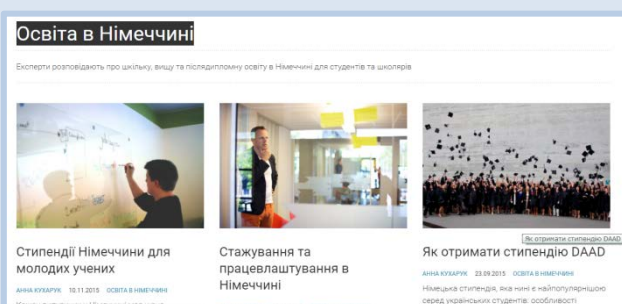 Освіта в Німеччині
Експерти розповідають про шкільну, вищу та післядипломну освіту в Німеччині для студентів та школярів
Стипендії Німеччини для
молодих учених
АННА КУХАРУК 10.11.2015 ОСВІТА В НІМЕЧЧИНІ
Стажування та
працевлаштування в
Німеччині
Як отримати стипендію DAAD
Як отримати стипендію DAAD
АННА КУХАРУК 23.09.2015 ОСВІТА В НІМЕЧЧИНІ
Німецька стипендія, яка нині є найпопулярнішою
серед українських студентів: особливості